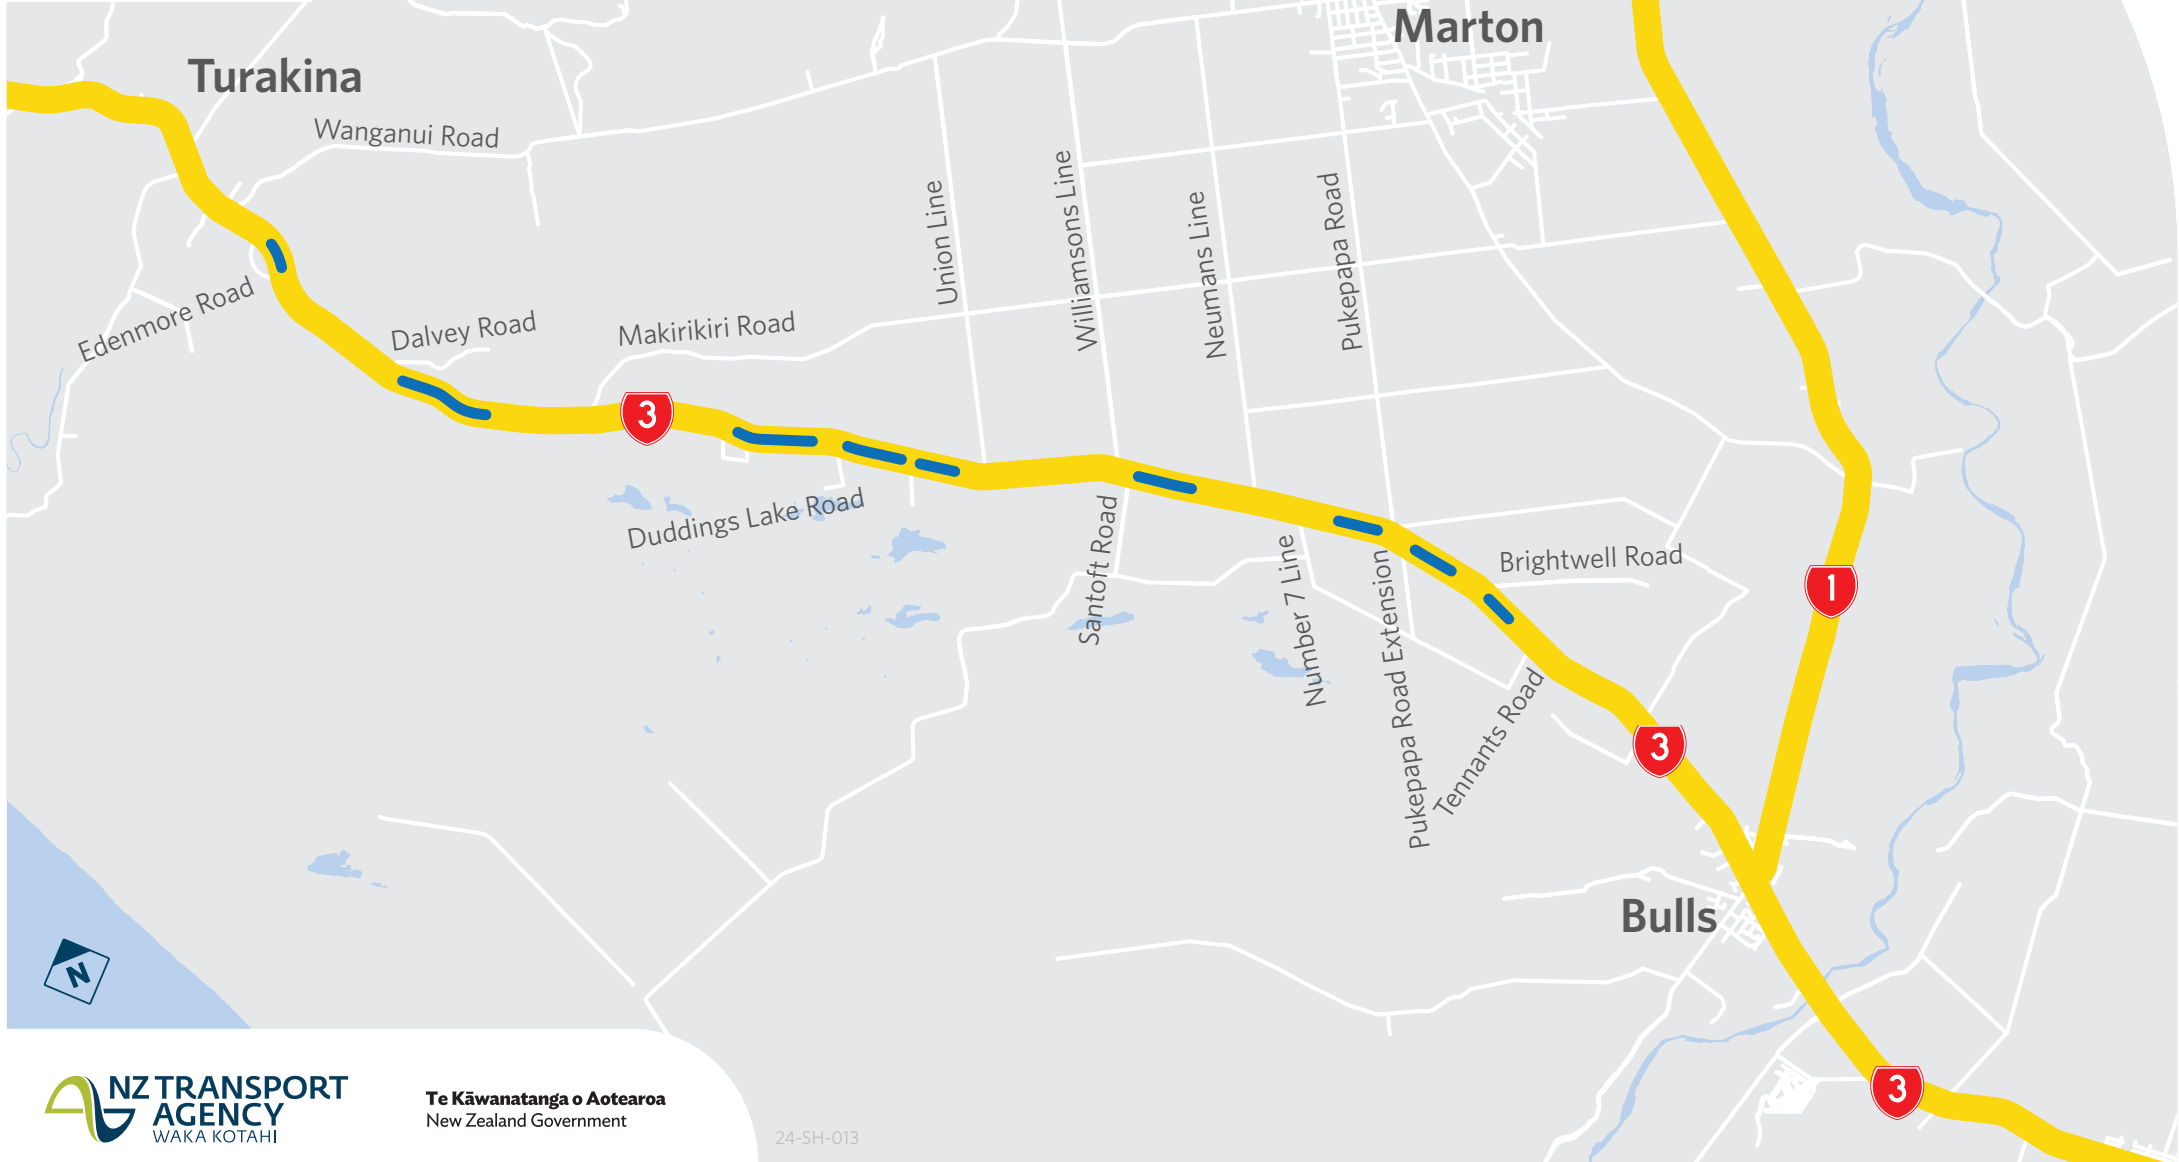 Marton
Turakina
Wanganui Road
Union Line
Williamsons Line
Neumans Line
Pukepapa Road
Edenmore Road
Dalvey Road
Makirikiri Road
3
Duddings Lake Road
Santoft Road
Number 7 Line
Pukepapa Road Extension
Brightwell Road
1
Tennants Road
3
Bulls
N
3
NZ TRANSPORT
AGENCY
WAKA KOTAHI
Te Kāwanatanga o Aotearoa
New Zealand Government
24-SH-013